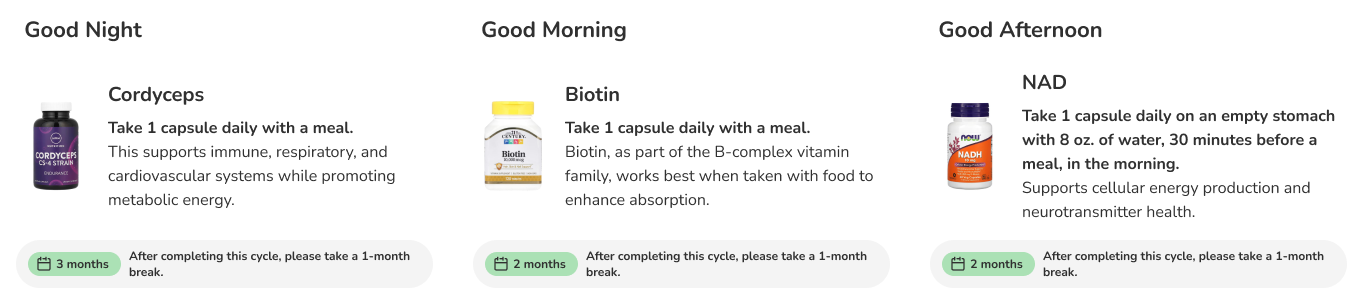 Good Night
Cordyceps
Take 1 capsule daily with a meal.
This supports immune, respiratory, and
cardiovascular systems while promoting
metabolic energy.
CORDYCEPS
CS-4 STRAIN
ENDURANCE
3 months
After completing this cycle, please take a 1-month
break.
Good Morning
Biotin
Take 1 capsule daily with a meal.
Biotin, as part of the B-complex vitamin
family, works best when taken with food to
enhance absorption.
21st
CENTURY
Biotin
10,000 mcg
2 months
After completing this cycle, please take a 1-month
break.
Good Afternoon
NAD
Take 1 capsule daily on an empty stomach
with 8 oz. of water, 30 minutes before a
meal, in the morning.
Supports cellular energy production and
neurotransmitter health.
now
NADH
2 months
After completing this cycle, please take a 1-month
break.